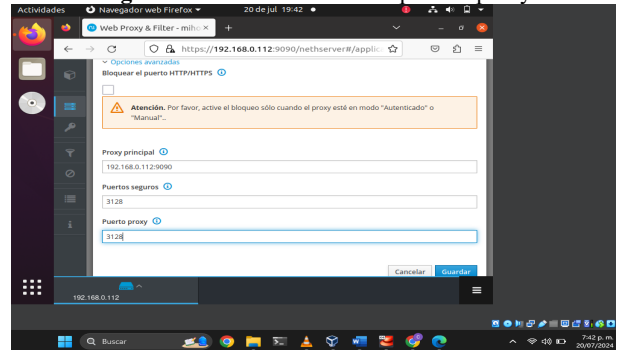 Actividades
Navegador web Firefox
20 de jul 19:42
Web Proxy & Filter - miho
https://192.168.0.112:9090/nethserver#/applic
Opciones avanzadas
Bloquear el puerto HTTP/HTTPS
Atención. Por favor, active el bloqueo sólo cuando el proxy esté en modo "Autenticado" o
"Manual"..
Proxy principal
192.168.0.112:9090
Puertos seguros
3128
Puerto proxy
3128
Cancelar Guardar
192.168.0.112
Buscar
7:42 p. m.
20/07/2024